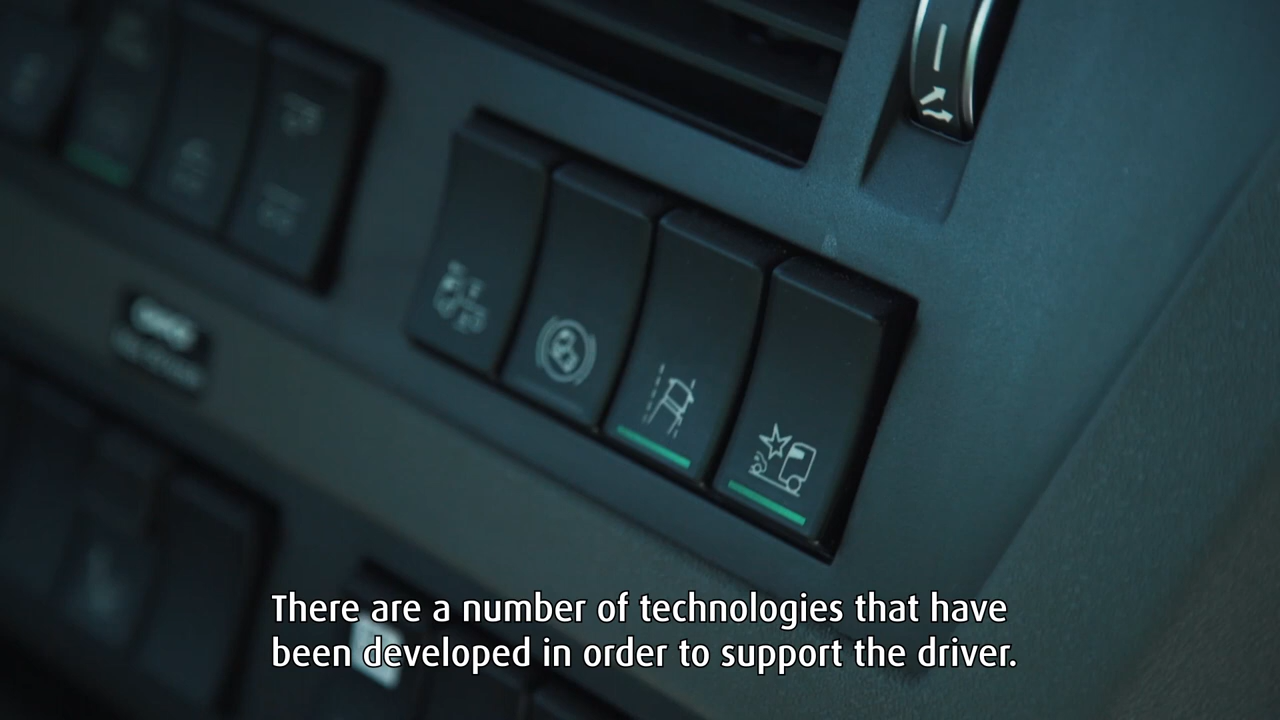 There are a number of technologies that have
been developed in order to support the driver.